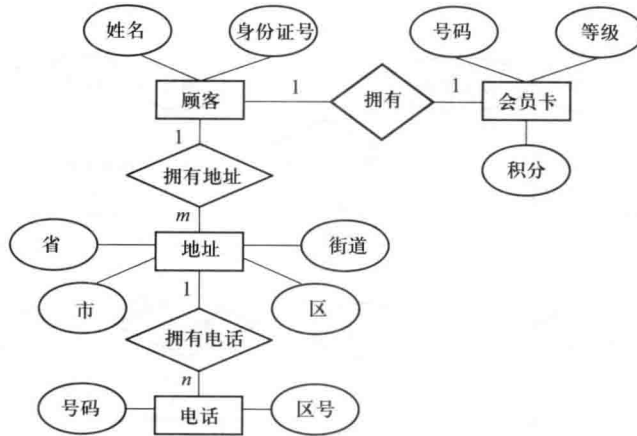 姓名
身份证号
号码
等级
顾客
1
拥有
1
会员卡
1
积分
拥有地址
m
省
地址
街道
市
1
区
拥有电话
n
号码
电话
区号